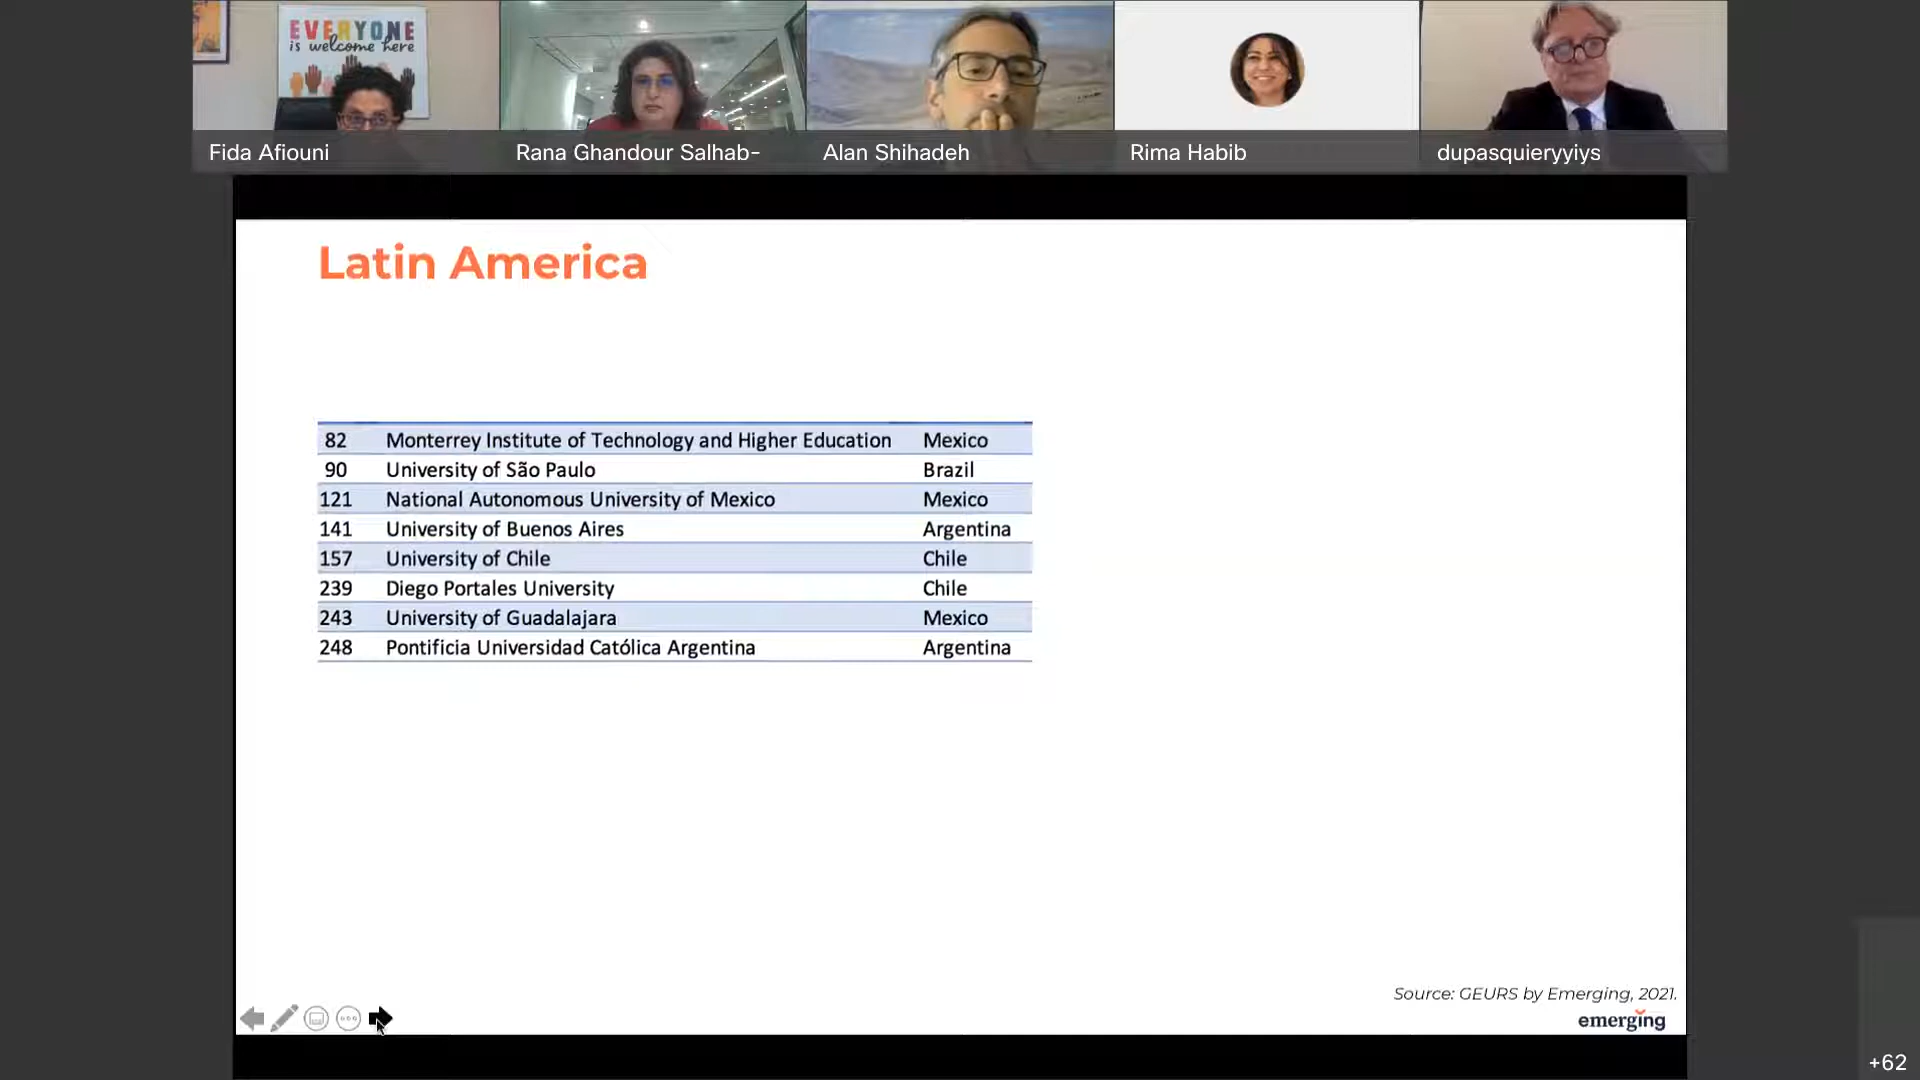 EVERYONE
is welcome here
Fida Afiouni
Rana Ghandour Salhab-
Alan Shihadeh
Rima Habib
dupasquieryyiys
Latin America
82 Monterrey Institute of Technology and Higher Education Mexico
90 University of São Paulo Brazil
121 National Autonomous University of Mexico Mexico
141 University of Buenos Aires Argentina
157 University of Chile Chile
239 Diego Portales University Chile
243 University of Guadalajara Mexico
248 Pontificia Universidad Católica Argentina Argentina
Source: GEURS by Emerging, 2021.
emerging
+62